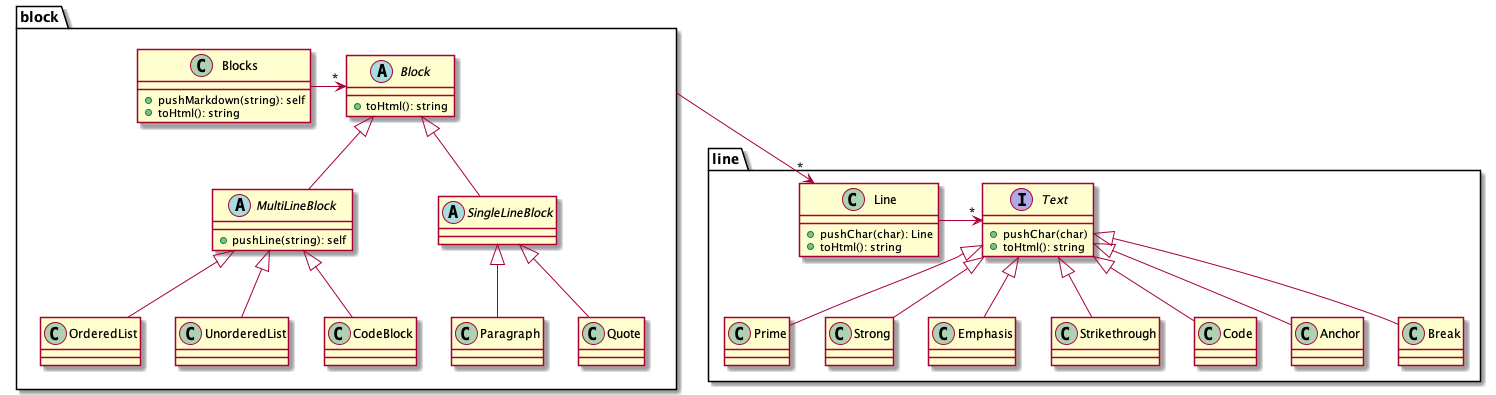 block
C Blocks
pushMarkdown(string): self
toHtml(): string
*
A Block
toHtml(): string
A MultiLineBlock
pushLine(string): self
A SingleLineBlock
C OrderedList
C UnorderedList
C CodeBlock
C Paragraph
C Quote
line
*
C Line
pushChar(char): Line
toHtml(): string
*
I Text
pushChar(char)
toHtml(): string
C Prime
C Strong
C Emphasis
C Strikethrough
C Code
C Anchor
C Break